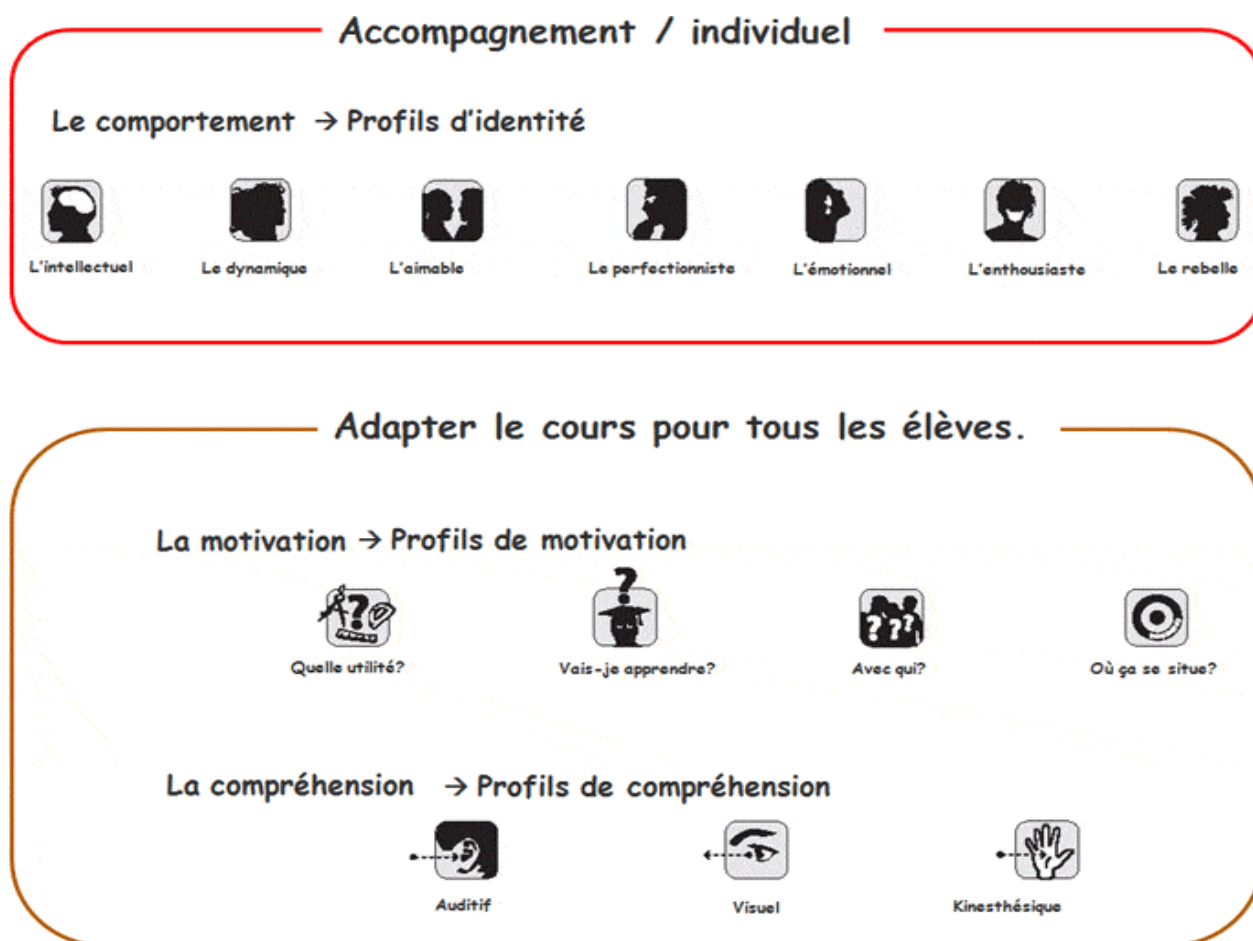 Accompagnement / individuel
Le comportement → Profils d'identité
L'intellectuel Le dynamique L'aimable Le perfectionniste L'émotionnel L'enthousiaste Le rebelle
Adapter le cours pour tous les élèves.
La motivation → Profils de motivation
Quelle utilité? Vais-je apprendre? Avec qui? Où ça se situe?
La compréhension → Profils de compréhension
Auditif Visuel Kinesthésique